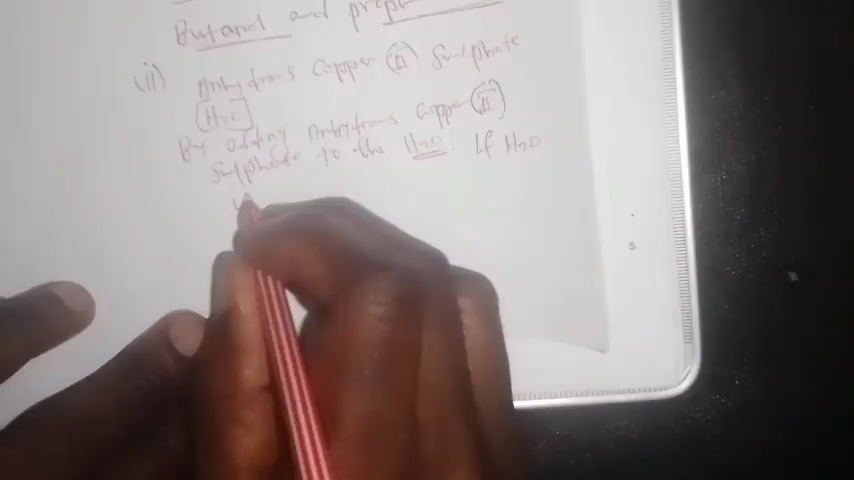 Butanol and
(ii) Anhydrous Copper (II) Sulphate
[H2O]
By adding Anhydrous Copper (II)
Sulphate to the H2O. If H2O